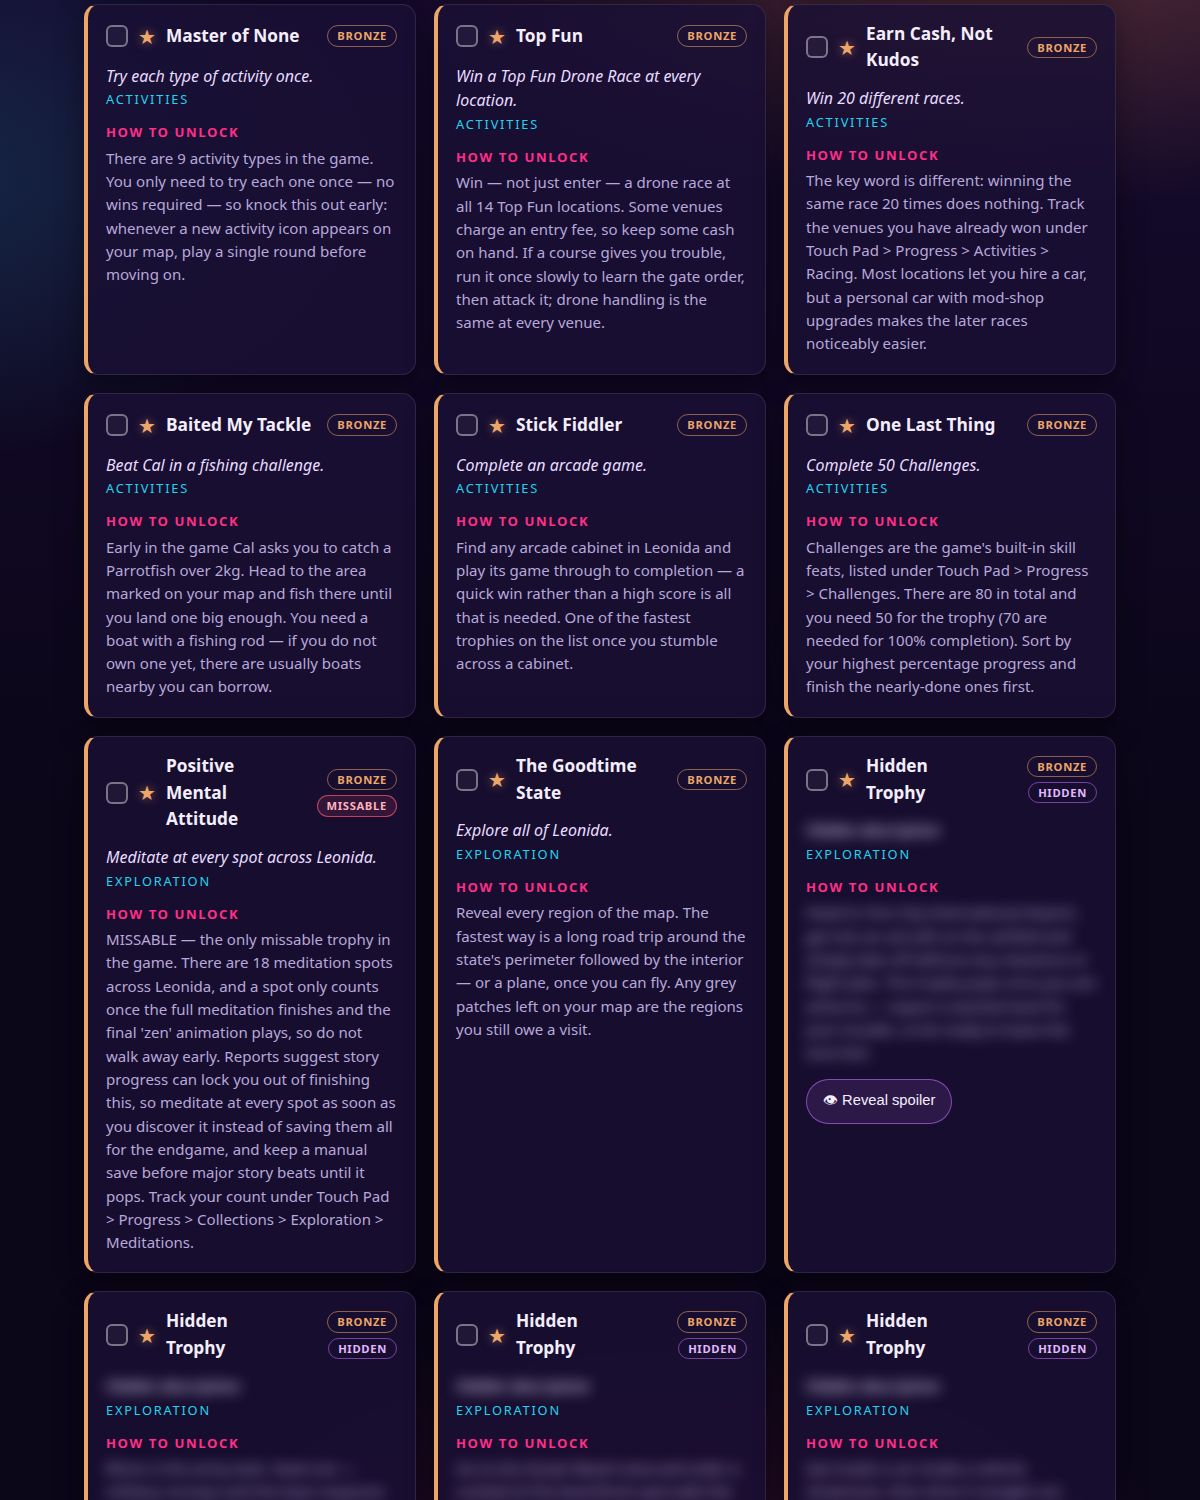 Master of None
BRONZE
Try each type of activity once.
ACTIVITIES
HOW TO UNLOCK
There are 9 activity types in the game.
You only need to try each one once — no
wins required — so knock this out early:
whenever a new activity icon appears on
your map, play a single round before
moving on.
Top Fun
BRONZE
Win a Top Fun Drone Race at every
location.
ACTIVITIES
HOW TO UNLOCK
Win — not just enter — a drone race at
all 14 Top Fun locations. Some venues
charge an entry fee, so keep some cash
on hand. If a course gives you trouble,
run it once slowly to learn the gate order,
then attack it; drone handling is the
same at every venue.
Earn Cash, Not
Kudos
BRONZE
Win 20 different races.
ACTIVITIES
HOW TO UNLOCK
The key word is different: winning the
same race 20 times does nothing. Track
the venues you have already won under
Touch Pad > Progress > Activities >
Racing. Most locations let you hire a car,
but a personal car with mod-shop
upgrades makes the later races
noticeably easier.
Baited My Tackle
BRONZE
Beat Cal in a fishing challenge.
ACTIVITIES
HOW TO UNLOCK
Early in the game Cal asks you to catch a
Parrotfish over 2kg. Head to the area
marked on your map and fish there until
you land one big enough. You need a
boat with a fishing rod — if you do not
own one yet, there are usually boats
nearby you can borrow.
Stick Fiddler
BRONZE
Complete an arcade game.
ACTIVITIES
HOW TO UNLOCK
Find any arcade cabinet in Leonida and
play its game through to completion — a
quick win rather than a high score is all
that is needed. One of the fastest
trophies on the list once you stumble
across a cabinet.
One Last Thing
BRONZE
Complete 50 Challenges.
ACTIVITIES
HOW TO UNLOCK
Challenges are the game's built-in skill
feats, listed under Touch Pad > Progress
> Challenges. There are 80 in total and
you need 50 for the trophy (70 are
needed for 100% completion). Sort by
your highest percentage progress and
finish the nearly-done ones first.
Positive
Mental
Attitude
BRONZE
MISSABLE
Meditate at every spot across Leonida.
EXPLORATION
HOW TO UNLOCK
MISSABLE — the only missable trophy in
the game. There are 18 meditation spots
across Leonida, and a spot only counts
once the full meditation finishes and the
final 'zen' animation plays, so do not
walk away early. Reports suggest story
progress can lock you out of finishing
this, so meditate at every spot as soon as
you discover it instead of saving them all
for the endgame, and keep a manual
save before major story beats until it
pops. Track your count under Touch Pad
> Progress > Collections > Exploration >
Meditations.
The Goodtime
State
BRONZE
Explore all of Leonida.
EXPLORATION
HOW TO UNLOCK
Reveal every region of the map. The
fastest way is a long road trip around the
state's perimeter followed by the interior
— or a plane, once you can fly. Any grey
patches left on your map are the regions
you still owe a visit.
Hidden
Trophy
BRONZE
HIDDEN
EXPLORATION
HOW TO UNLOCK
Reveal spoiler
Hidden
Trophy
BRONZE
HIDDEN
EXPLORATION
HOW TO UNLOCK
Hidden
Trophy
BRONZE
HIDDEN
EXPLORATION
HOW TO UNLOCK
Hidden
Trophy
BRONZE
HIDDEN
EXPLORATION
HOW TO UNLOCK